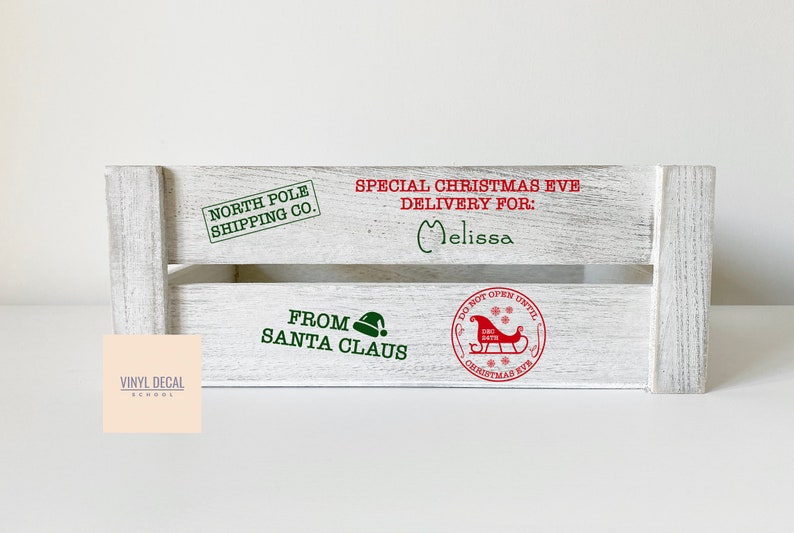 NORTH POLE
SHIPPING CO.
SPECIAL CHRISTMAS EVE
DELIVERY FOR:
Melissa
FROM
SANTA CLAUS
DO NOT OPEN UNTIL
DEC
24TH
CHRISTMAS EVE
VINYL DECAL
SCHOOL